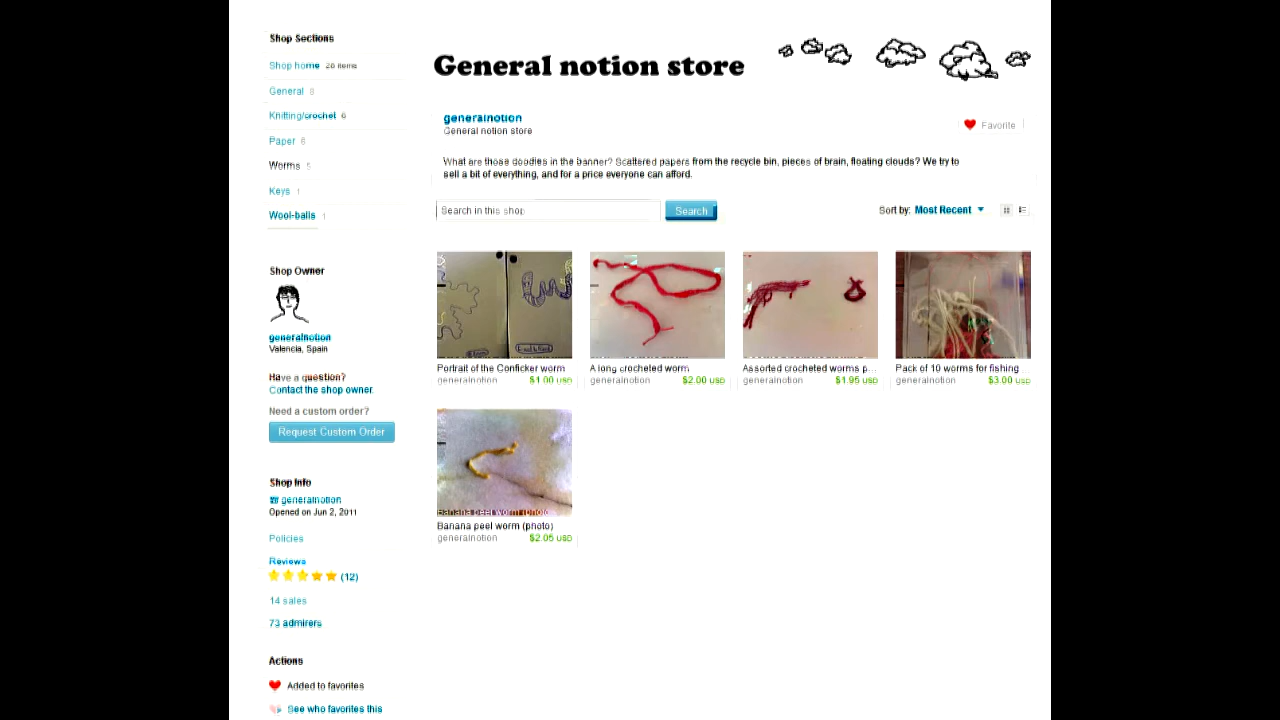 Shop Sections
Shop home 28 items
General 8
Knitting/crochet 6
Paper 6
Worms 5
Keys 1
Wool-balls 1
Shop Owner
generalnotion
Valencia, Spain
Have a question?
Contact the shop owner.
Need a custom order?
Request Custom Order
Shop Info
generalnotion
Opened on Jun 2, 2011
Policies
Reviews
(12)
14 sales
73 admirers
Actions
Added to favorites
See who favorites this
General notion store
generalnotion
General notion store
Favorite
What are those doodles in the banner? Scattered papers from the recycle bin, pieces of brain, floating clouds? We try to
sell a bit of everything, and for a price everyone can afford.
Search in this shop
Search
Sort by: Most Recent
Portrait of the Conficker worm
generalnotion $1.00 USD
A long crocheted worm
generalnotion $2.00 USD
Assorted crocheted worms p...
generalnotion $1.95 USD
Pack of 10 worms for fishing ...
generalnotion $3.00 USD
Banana peel worm (photo)
Banana peel worm (photo)
generalnotion $2.05 USD